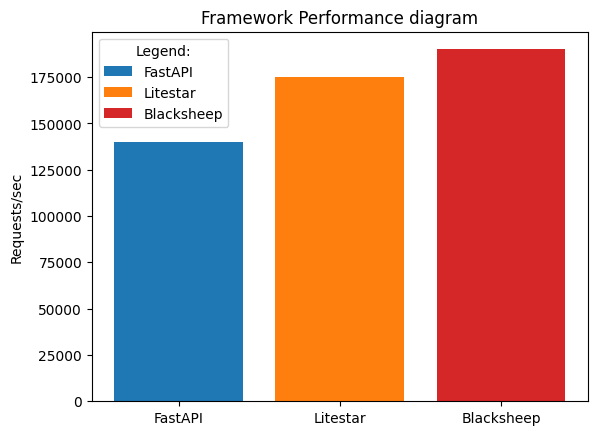 Framework Performance diagram
Legend:
FastAPI
Litestar
Blacksheep
Requests/sec
175000
150000
125000
100000
75000
50000
25000
0
FastAPI Litestar Blacksheep